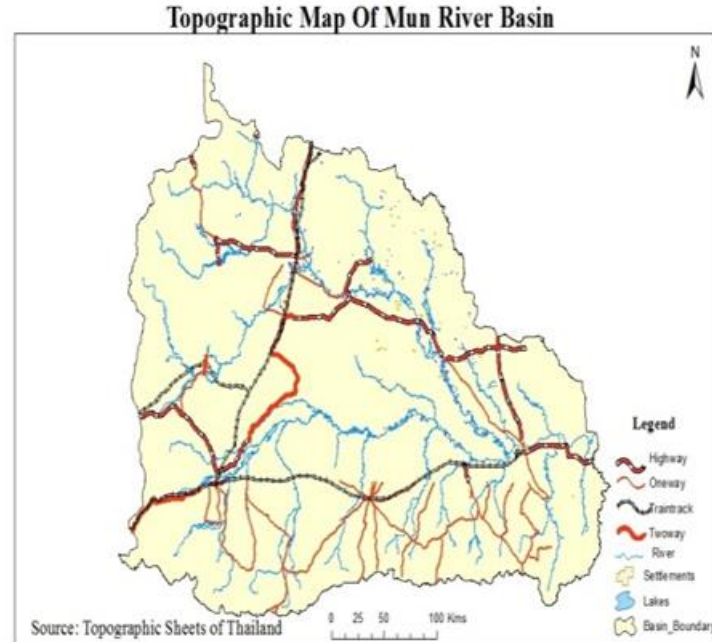 Topographic Map Of Mun River Basin
N
Legend
Highway
Oneway
Traintrack
Twoway
River
Settlements
Lakes
Basin_Boundary
Source: Topographic Sheets of Thailand
0 25 50 100 Kms